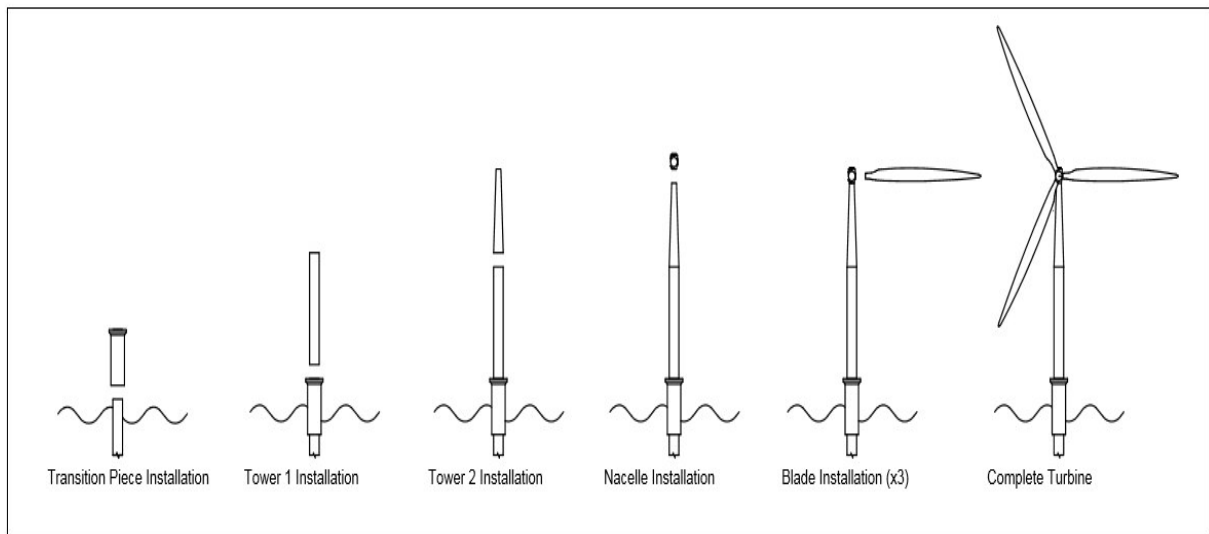 Transition Piece Installation
Tower 1 Installation
Tower 2 Installation
Nacelle Installation
Blade Installation (x3)
Complete Turbine